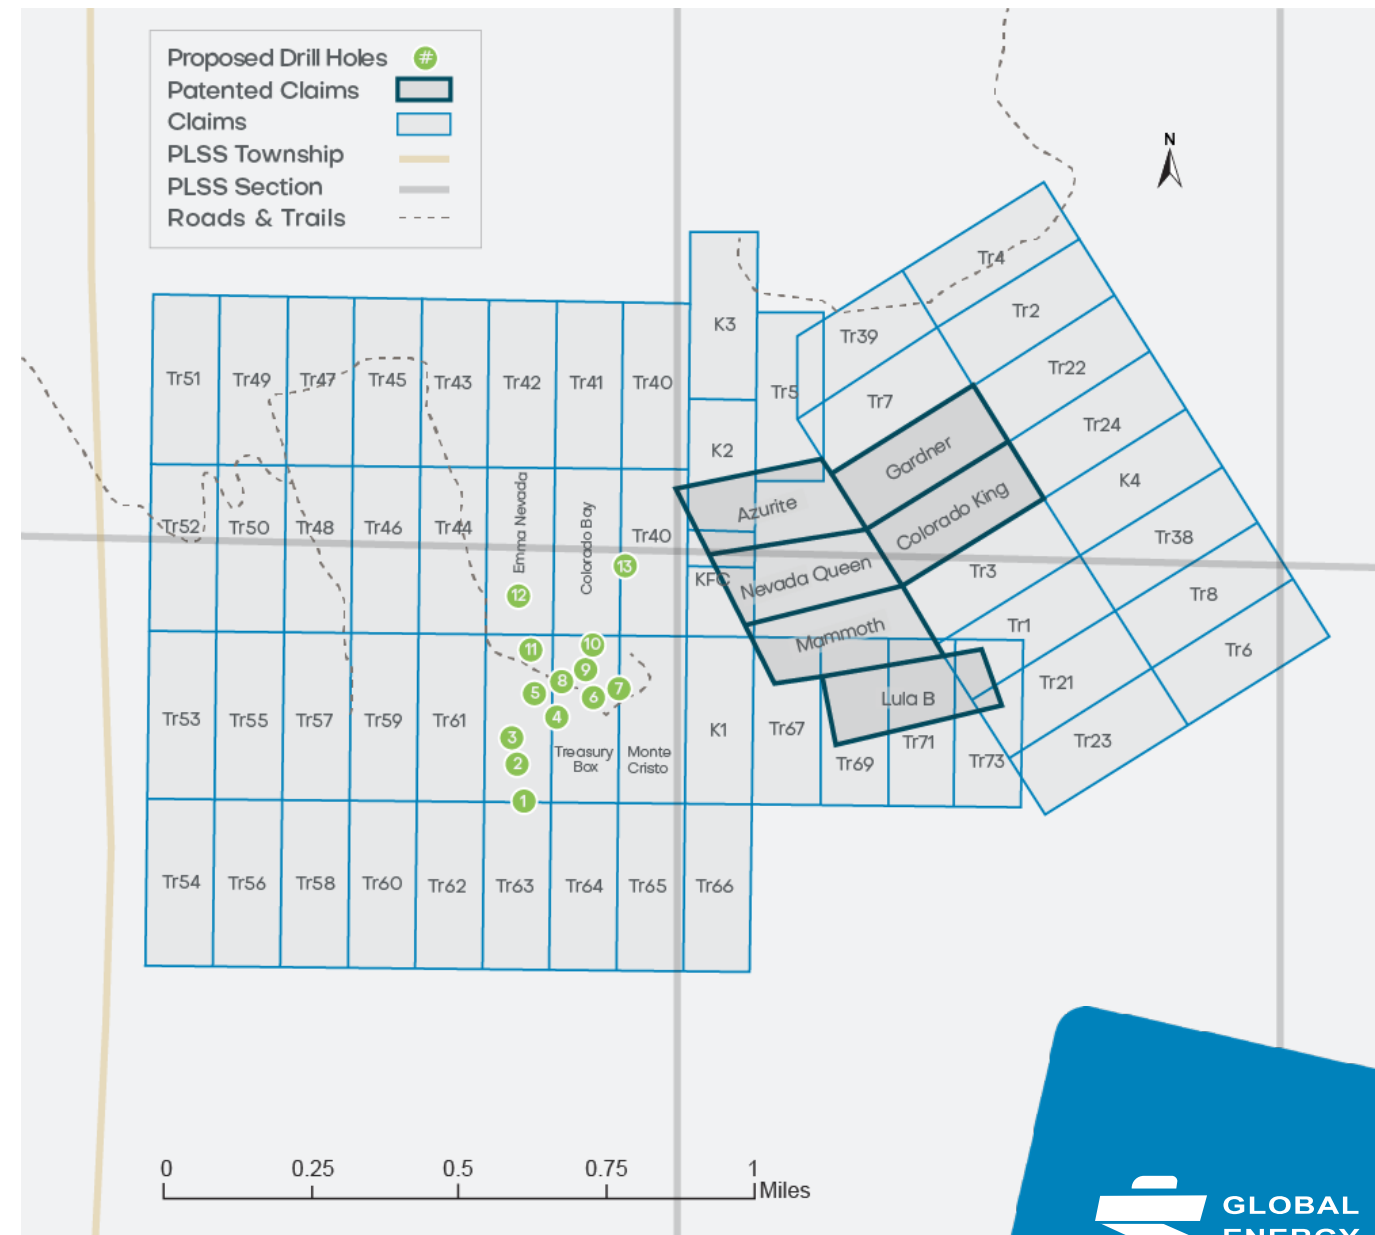 Proposed Drill Holes #
Patented Claims
Claims
PLSS Township
PLSS Section
Roads & Trails
N
Tr4
Tr2
Tr39
K3
Tr22
Tr51
Tr49
Tr47
Tr45
Tr43
Tr42
Tr41
Tr40
Tr5
Tr7
Tr24
K2
Gardner
K4
Azurite
Colorado King
Tr52
Tr50
Tr48
Tr46
Tr44
Emma Nevada
Colorado Bay
Tr40
Tr38
13
KFC
Nevada Queen
Tr3
Tr8
12
Mammoth
Tr1
Tr6
11
10
9
8
7
6
5
4
3
2
1
Tr21
Lula B
Tr53
Tr55
Tr57
Tr59
Tr61
Treasury
Box
Monte
Cristo
K1
Tr67
Tr69
Tr71
Tr73
Tr23
Tr54
Tr56
Tr58
Tr60
Tr62
Tr63
Tr64
Tr65
Tr66
0 0.25 0.5 0.75 1
Miles
GLOBAL
ENERGY